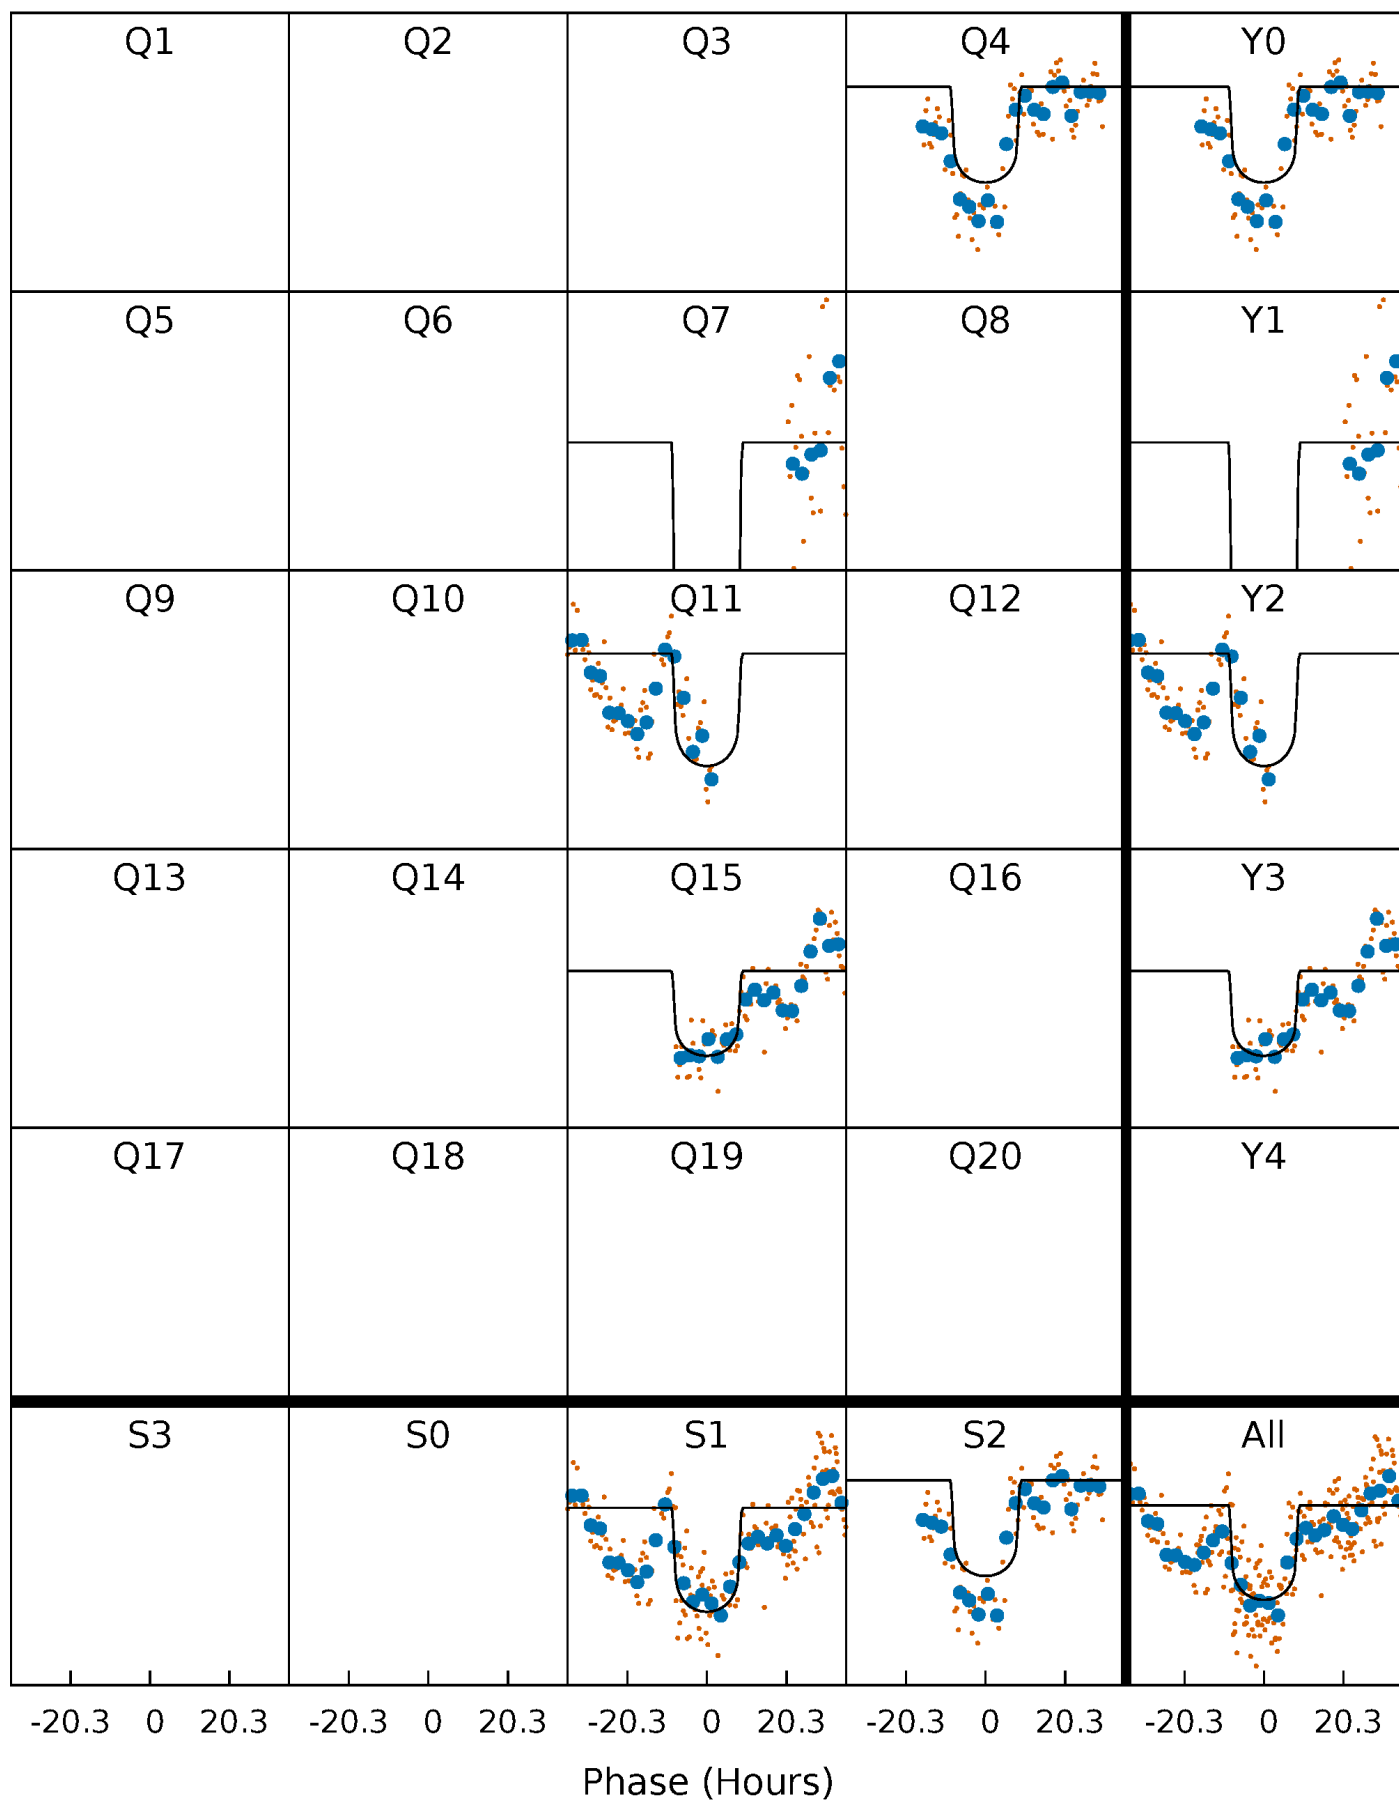 Q1 Q2 Q3 Q4 Y0
Q5 Q6 Q7 Q8 Y1
Q9 Q10 Q11 Q12 Y2
Q13 Q14 Q15 Q16 Y3
Q17 Q18 Q19 Q20 Y4
S3 S0 S1 S2 All
-20.3 0 20.3 -20.3 0 20.3 -20.3 0 20.3 -20.3 0 20.3 -20.3 0 20.3
Phase (Hours)